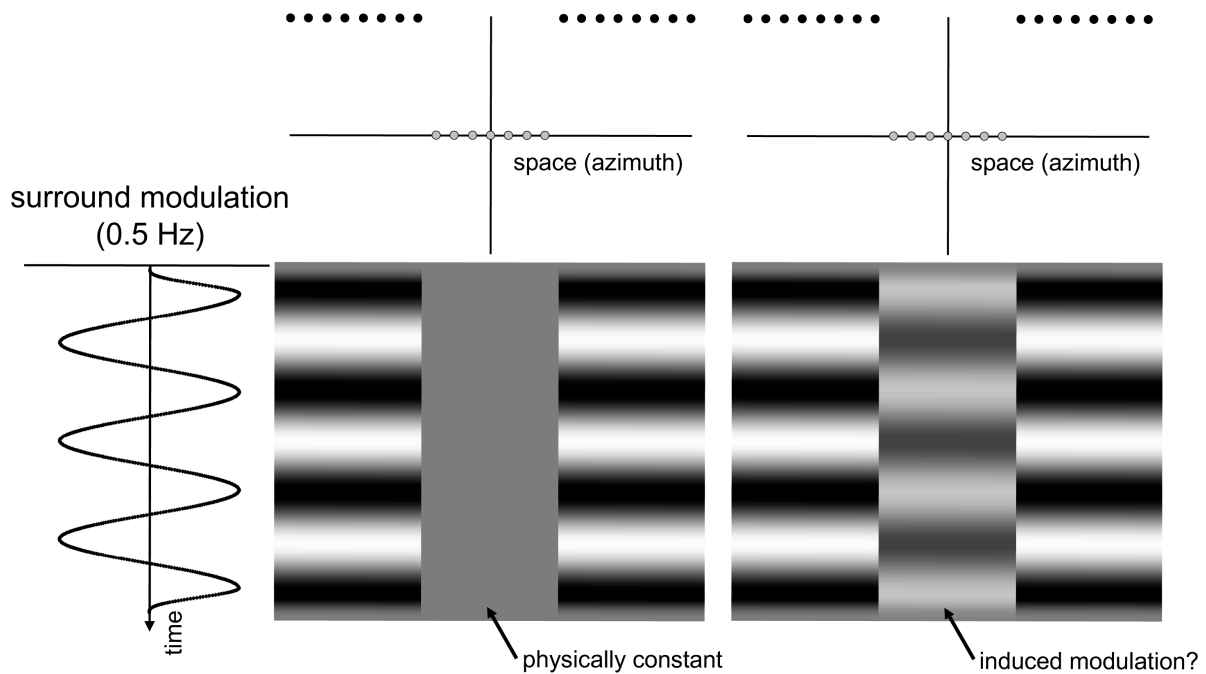 space (azimuth)
space (azimuth)
surround modulation
(0.5 Hz)
time
physically constant
induced modulation?